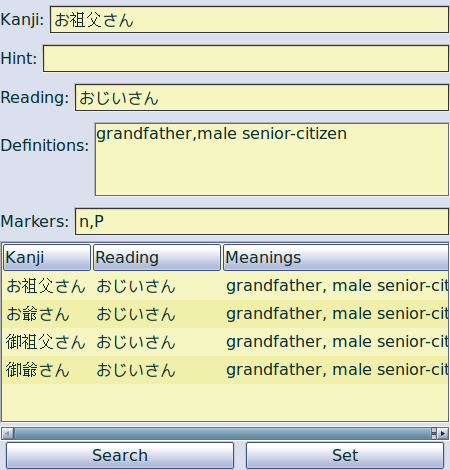 Kanji: お祖父さん
Hint:
Reading: おじいさん
Definitions: grandfather,male senior-citizen
Markers: n,P
Kanji Reading Meanings
お祖父さん おじいさん grandfather, male senior-cit
お爺さん おじいさん grandfather, male senior-cit
御祖父さん おじいさん grandfather, male senior-cit
御爺さん おじいさん grandfather, male senior-cit
Search Set